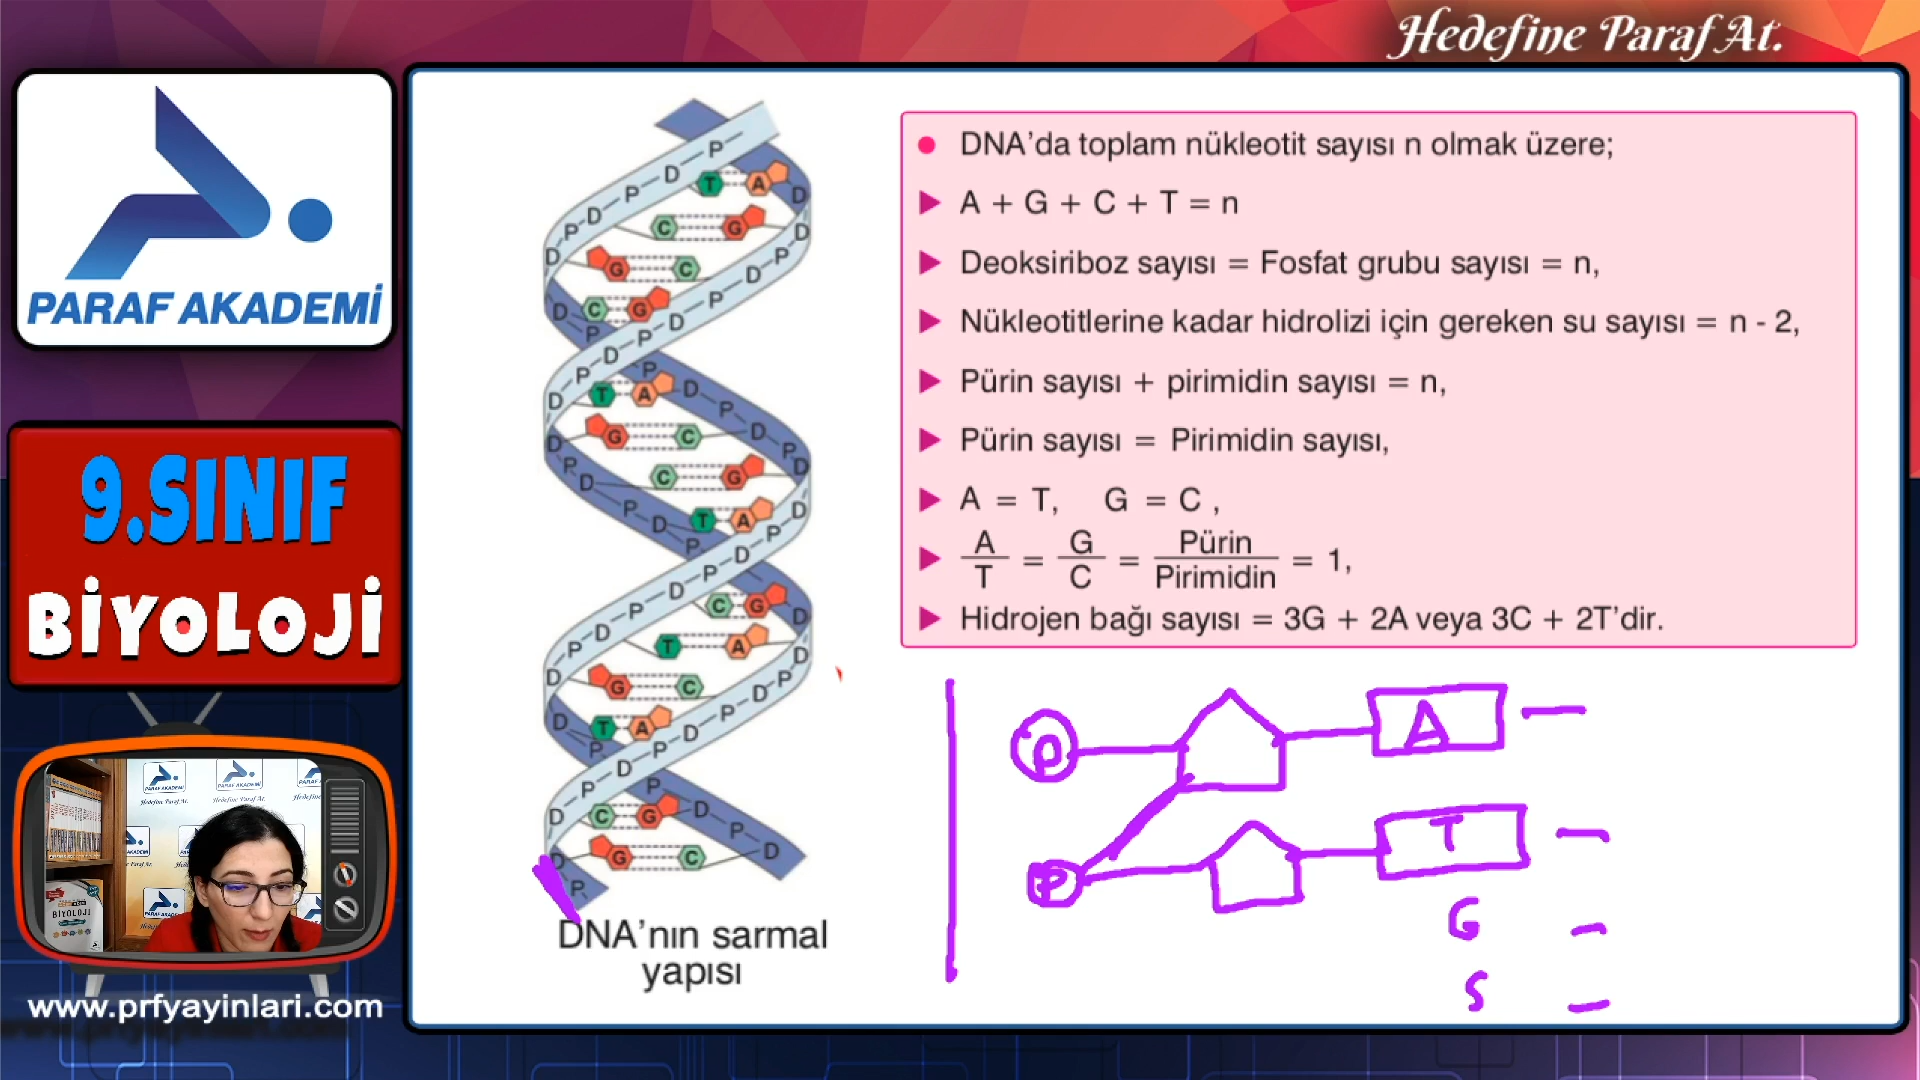 Hedefine Paraf At.
PARAF AKADEMİ
9.SINIF
BİYOLOJİ
www.prfyayinlari.com
DNA'nın sarmal
yapısı
● DNA'da toplam nükleotit sayısı n olmak üzere;
▶ A + G + C + T = n
▶ Deoksiriboz sayısı = Fosfat grubu sayısı = n,
▶ Nükleotitlerine kadar hidrolizi için gereken su sayısı = n - 2,
▶ Pürin sayısı + pirimidin sayısı = n,
▶ Pürin sayısı = Pirimidin sayısı,
▶ A = T, G = C ,
▶ A/T = G/C = Pürin/Pirimidin = 1,
▶ Hidrojen bağı sayısı = 3G + 2A veya 3C + 2T'dir.
P A
P T
G
S
T A
C G
G C
C G
T A
G C
C G
T A
C G
T A
G C
T A
C G
G C
BİYOLOJİ